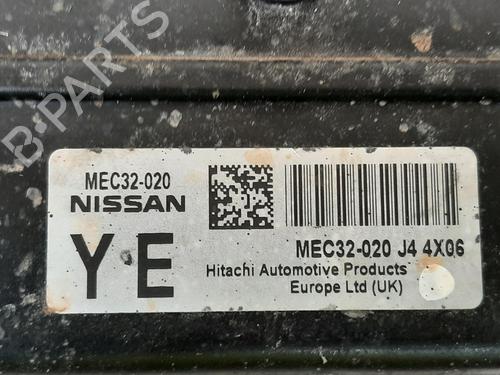 B-PARTS
MEC32-020
NISSAN
YE
MEC32-020 J4 4X06
Hitachi Automotive Products
Europe Ltd (UK)